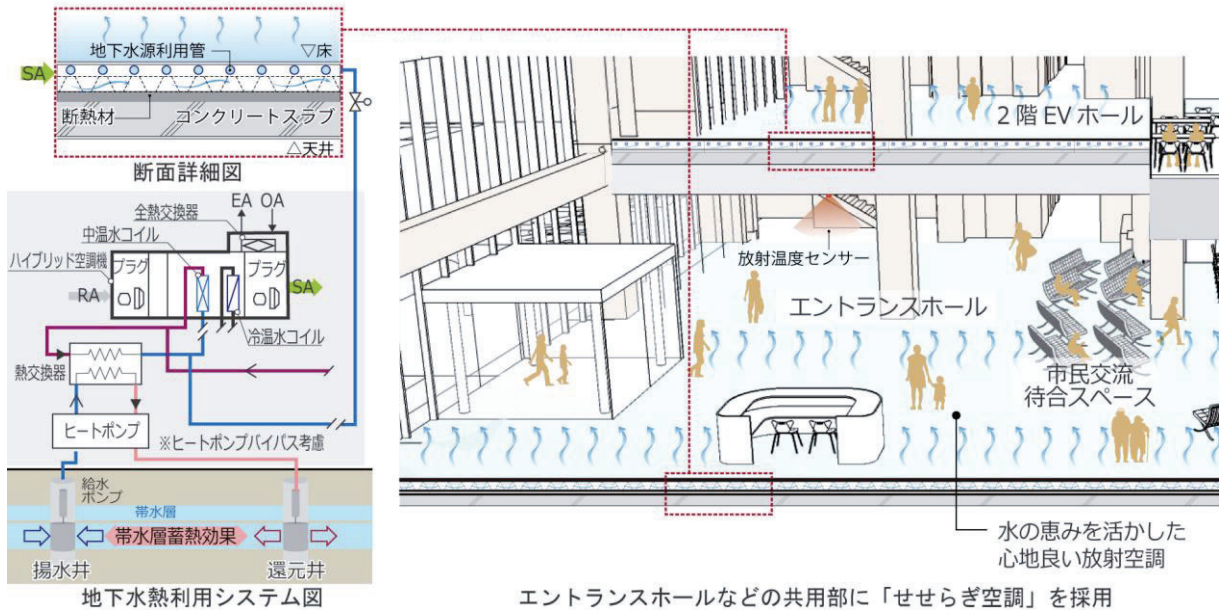 地下水源利用管
▽床
SA
断熱材
コンクリートスラブ
△天井
断面詳細図
EA OA
全熱交換器
中温水コイル
ハイブリッド空調機
プラグ
プラグ
RA
SA
冷温水コイル
熱交換器
ヒートポンプ
※ヒートポンプバイパス考慮
給水
ポンプ
帯水層
帯水層蓄熱効果
揚水井
還元井
地下水熱利用システム図
2階EVホール
放射温度センサー
エントランスホール
市民交流
待合スペース
水の恵みを活かした
心地良い放射空調
エントランスホールなどの共用部に「せせらぎ空調」を採用